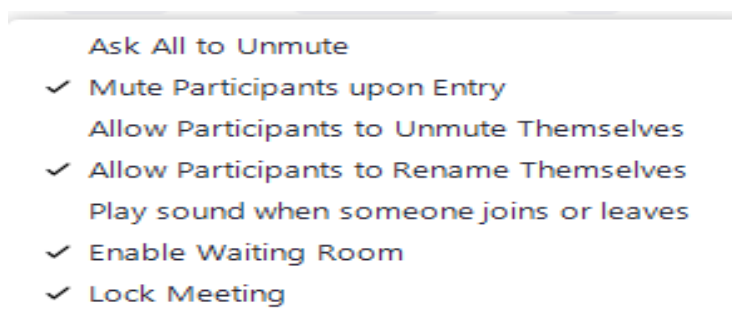 Ask All to Unmute
✓ Mute Participants upon Entry
Allow Participants to Unmute Themselves
✓ Allow Participants to Rename Themselves
Play sound when someone joins or leaves
✓ Enable Waiting Room
✓ Lock Meeting